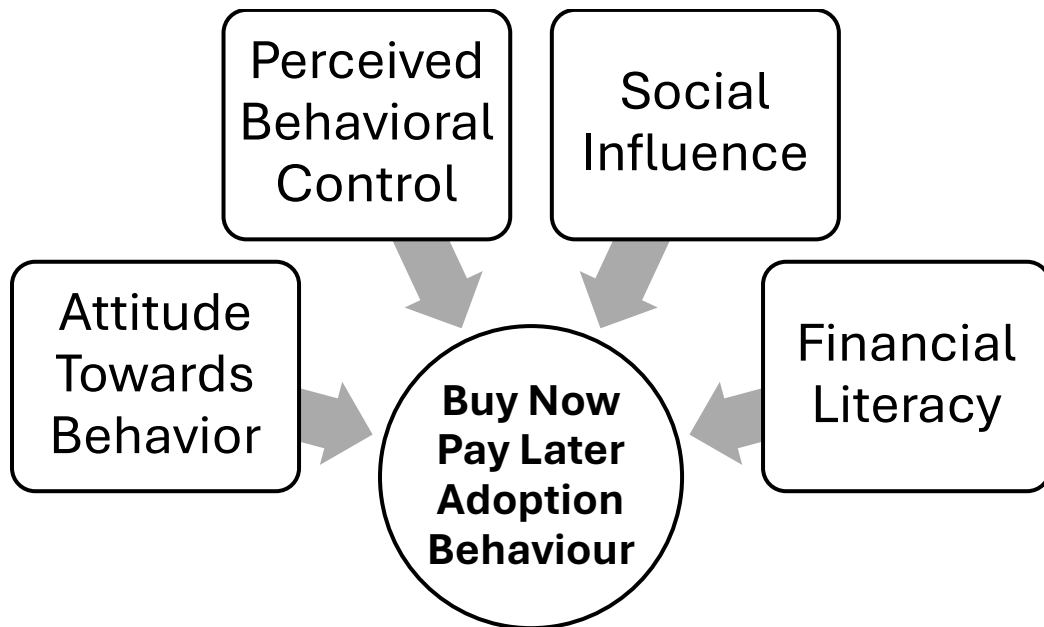 Perceived
Behavioral
Control
Social
Influence
Attitude
Towards
Behavior
Financial
Literacy
Buy Now
Pay Later
Adoption
Behaviour